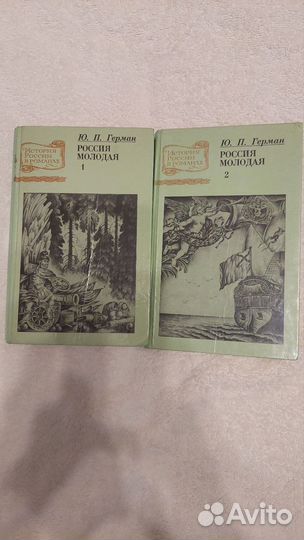 ИСТОРИЯ
РОССИИ
В РОМАНАХ
Ю. П. Герман
РОССИЯ
МОЛОДАЯ
1
ИСТОРИЯ
РОССИИ
В РОМАНАХ
Ю. П. Герман
РОССИЯ
МОЛОДАЯ
2
Avito